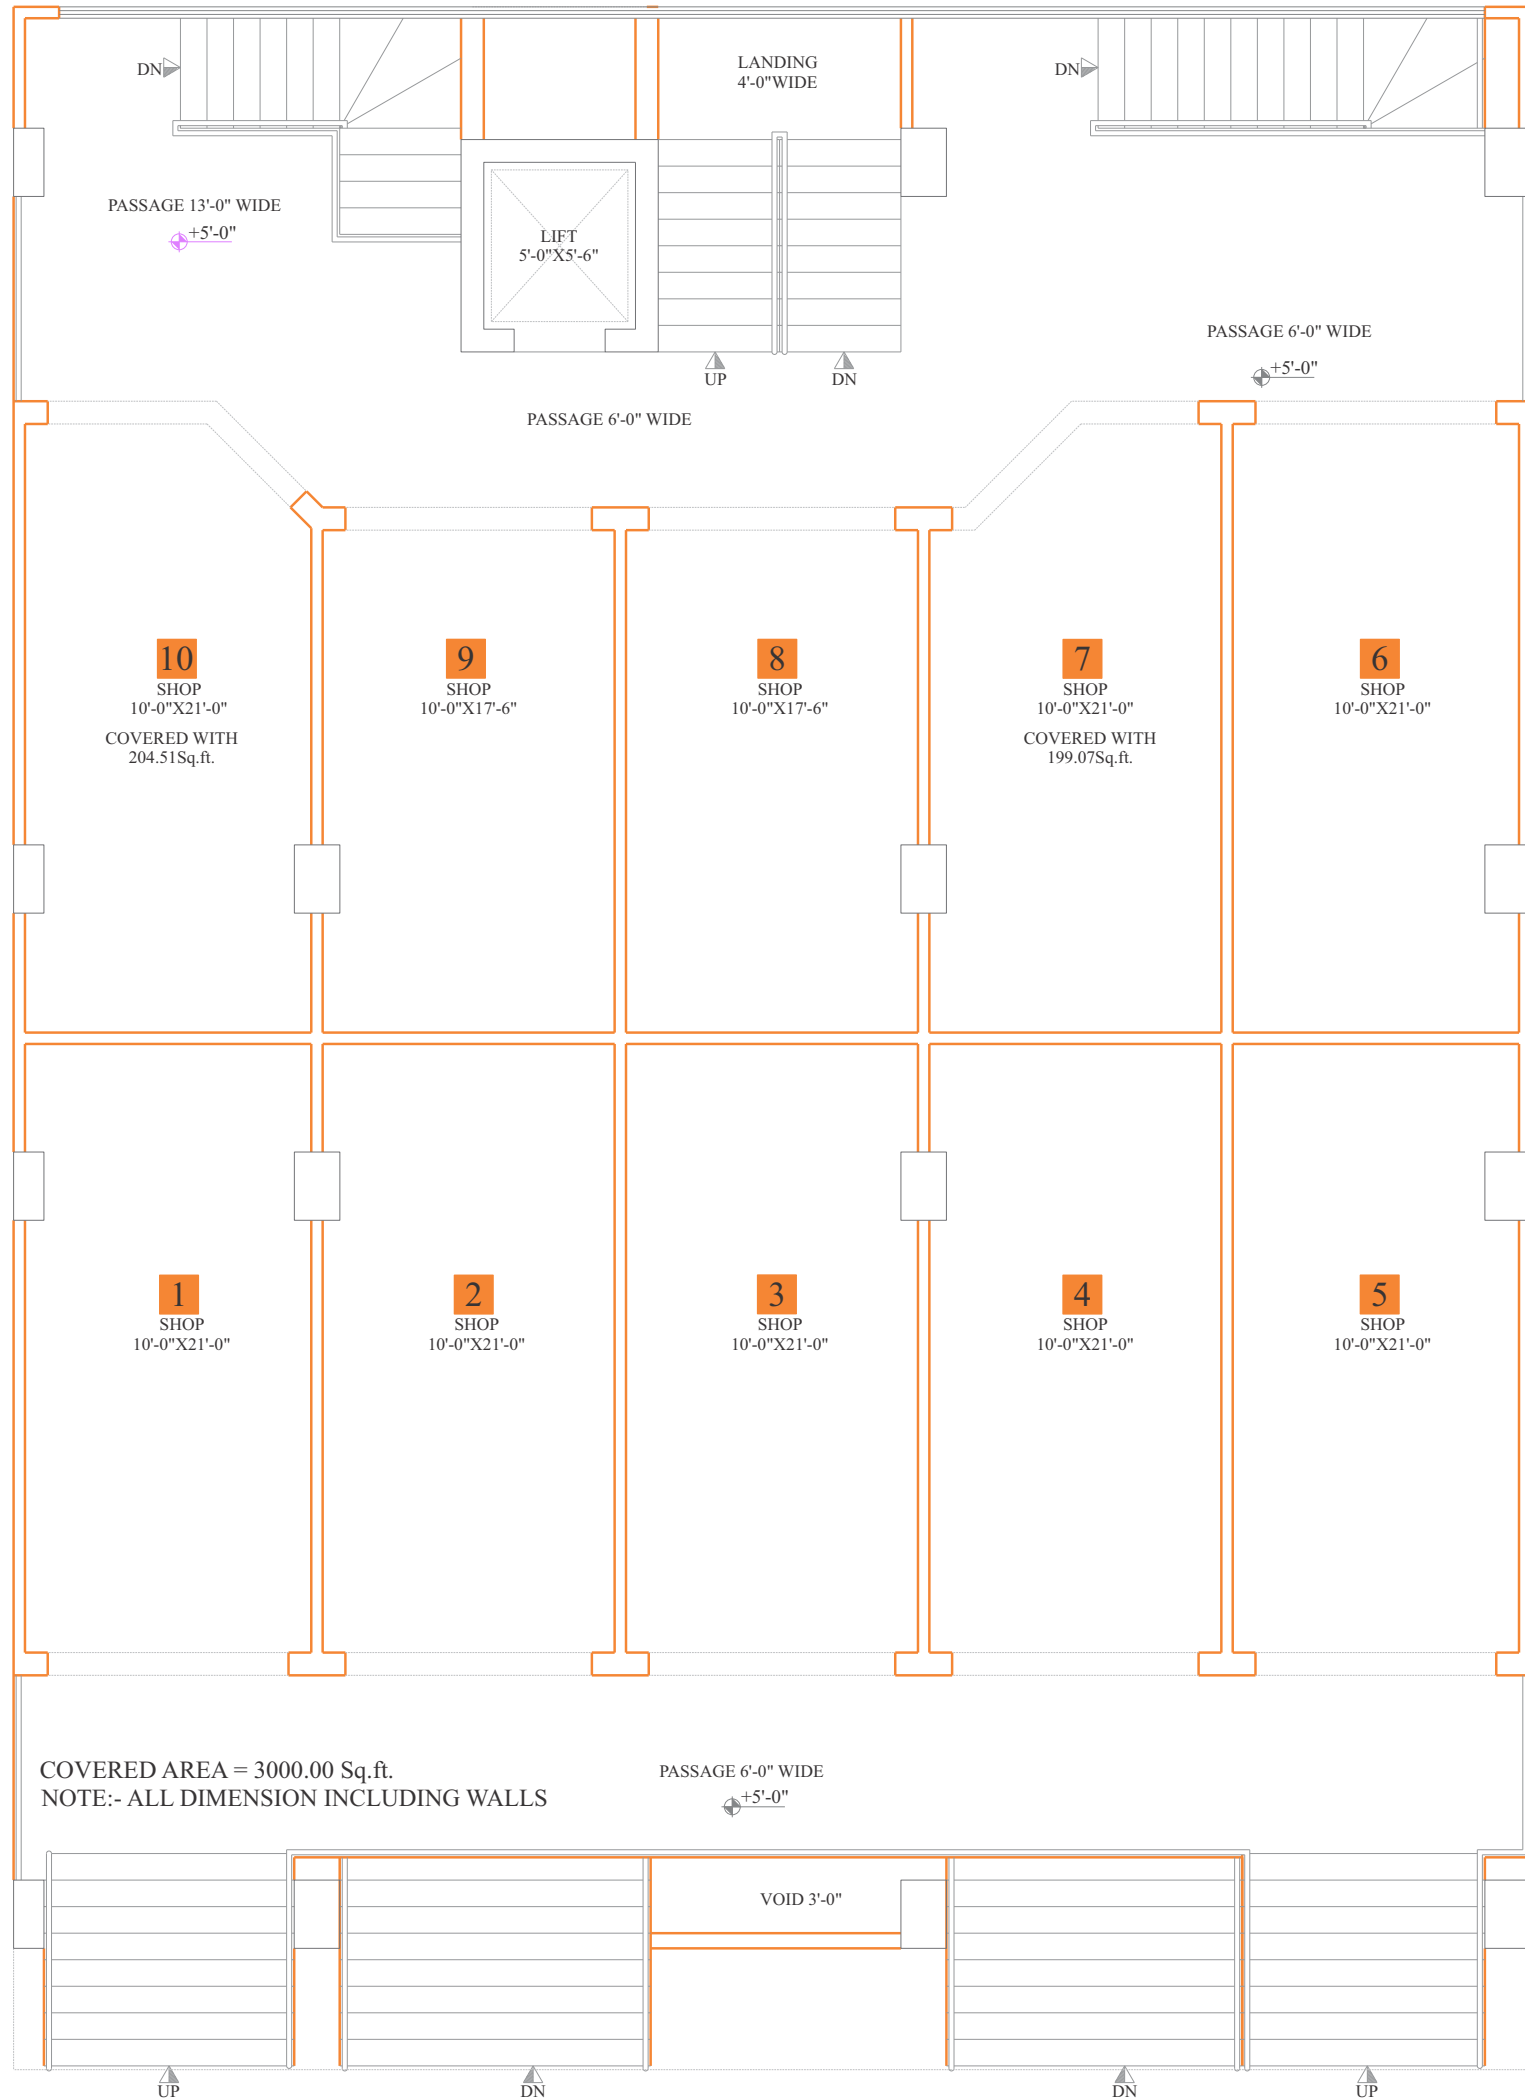 DN
LANDING
4'-0"WIDE
DN
PASSAGE 13'-0" WIDE
+5'-0"
LIFT
5'-0"X5'-6"
PASSAGE 6'-0" WIDE
+5'-0"
UP
DN
PASSAGE 6'-0" WIDE
10
SHOP
10'-0"X21'-0"
COVERED WITH
204.51Sq.ft.
9
SHOP
10'-0"X17'-6"
8
SHOP
10'-0"X17'-6"
7
SHOP
10'-0"X21'-0"
COVERED WITH
199.07Sq.ft.
6
SHOP
10'-0"X21'-0"
1
SHOP
10'-0"X21'-0"
2
SHOP
10'-0"X21'-0"
3
SHOP
10'-0"X21'-0"
4
SHOP
10'-0"X21'-0"
5
SHOP
10'-0"X21'-0"
COVERED AREA = 3000.00 Sq.ft.
NOTE:- ALL DIMENSION INCLUDING WALLS
PASSAGE 6'-0" WIDE
+5'-0"
VOID 3'-0"
UP
DN
DN
UP